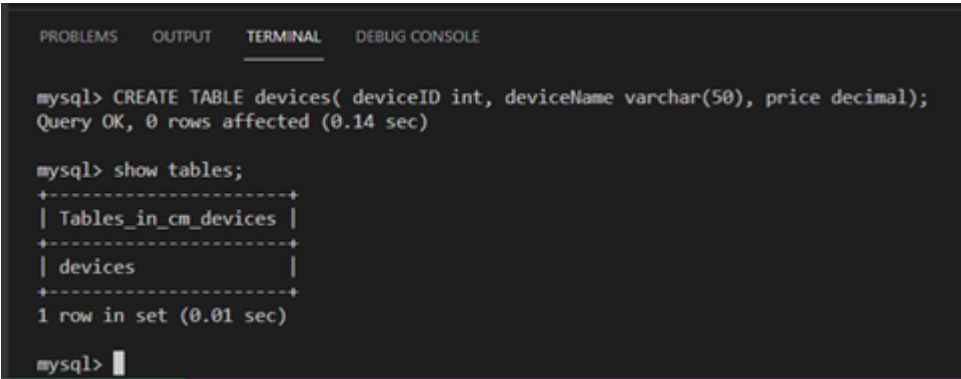 PROBLEMS OUTPUT TERMINAL DEBUG CONSOLE
mysql> CREATE TABLE devices( deviceID int, deviceName varchar(50), price decimal);
Query OK, 0 rows affected (0.14 sec)
mysql> show tables;
+----------------------+
| Tables_in_cm_devices |
+----------------------+
| devices              |
+----------------------+
1 row in set (0.01 sec)
mysql>